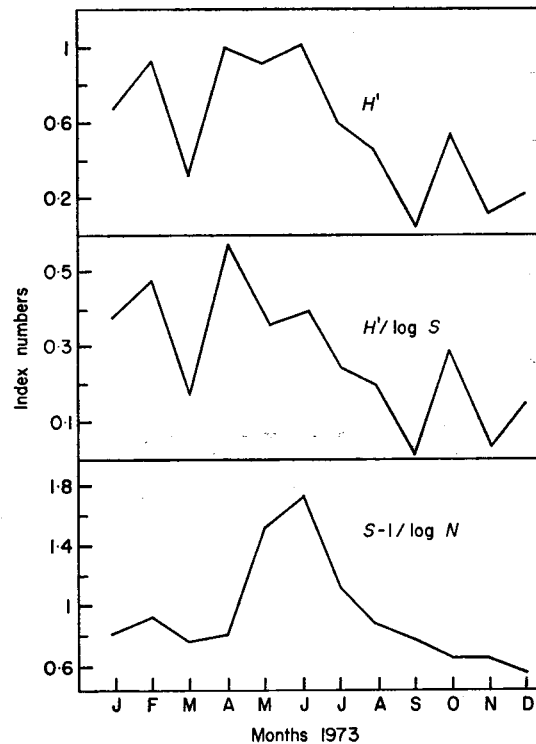 1
0·6
0·2
H'
0·5
0·3
0·1
H'/ log S
Index numbers
1·8
1·4
1
0·6
S-1/ log N
J F M A M J J A S O N D
Months 1973